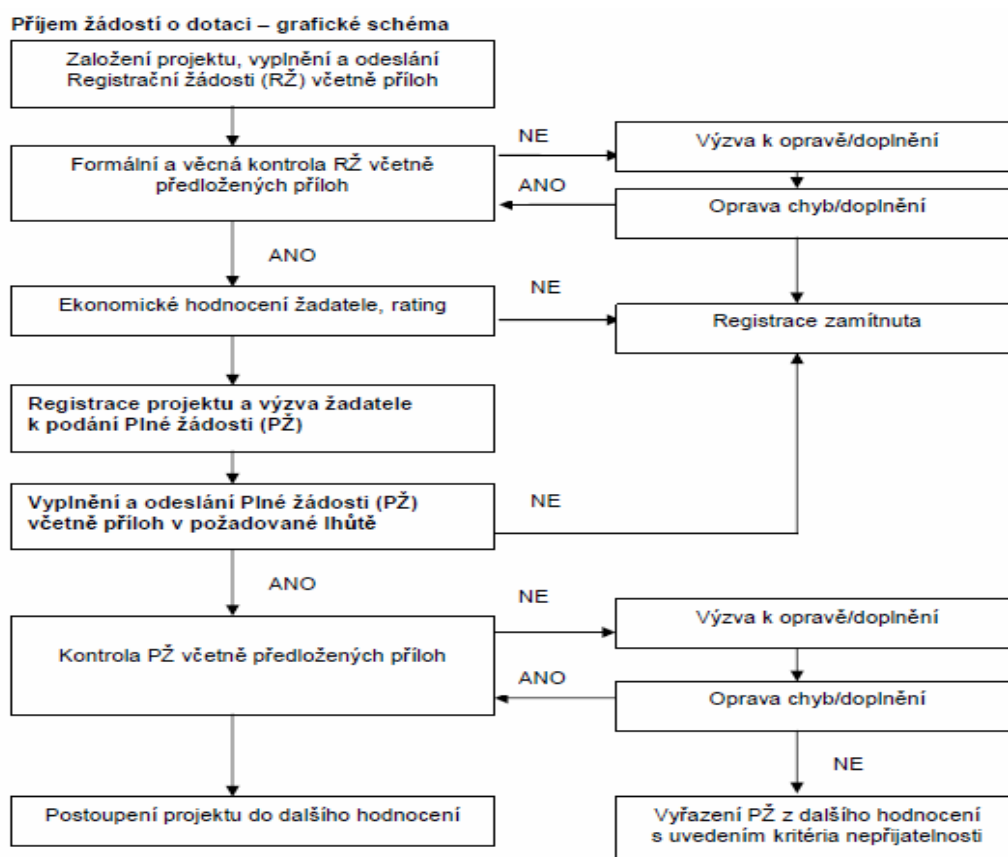 Příjem žádostí o dotaci – grafické schéma
Založení projektu, vyplnění a odeslání
Registrační žádosti (RŽ) včetně příloh
NE
Výzva k opravě/doplnění
Formální a věcná kontrola RŽ včetně
předložených příloh
ANO
Oprava chyb/doplnění
ANO
Ekonomické hodnocení žadatele, rating
NE
Registrace zamítnuta
Registrace projektu a výzva žadatele
k podání Plné žádosti (PŽ)
Vyplnění a odeslání Plné žádosti (PŽ)
včetně příloh v požadované lhůtě
NE
ANO
NE
Výzva k opravě/doplnění
Kontrola PŽ včetně předložených příloh
ANO
Oprava chyb/doplnění
NE
Postoupení projektu do dalšího hodnocení
Vyřazení PŽ z dalšího hodnocení
s uvedením kritéria nepřijatelnosti